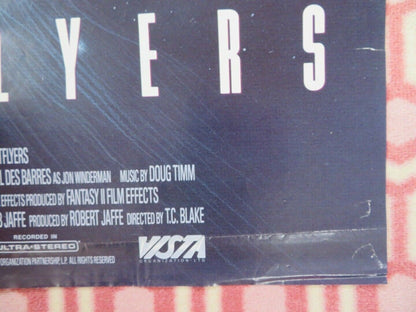 LYERS
TFLYERS
L DES BARRES AS JON WINDERMAN MUSIC BY DOUG TIMM
EFFECTS PRODUCED BY FANTASY II FILM EFFECTS
B JAFFE PRODUCED BY ROBERT JAFFE DIRECTED BY T.C. BLAKE
RECORDED IN
ULTRA-STEREO
VISTA
ORGANIZATION LTD
ORGANIZATION PARTNERSHIP, L.P. ALL RIGHTS RESERVED